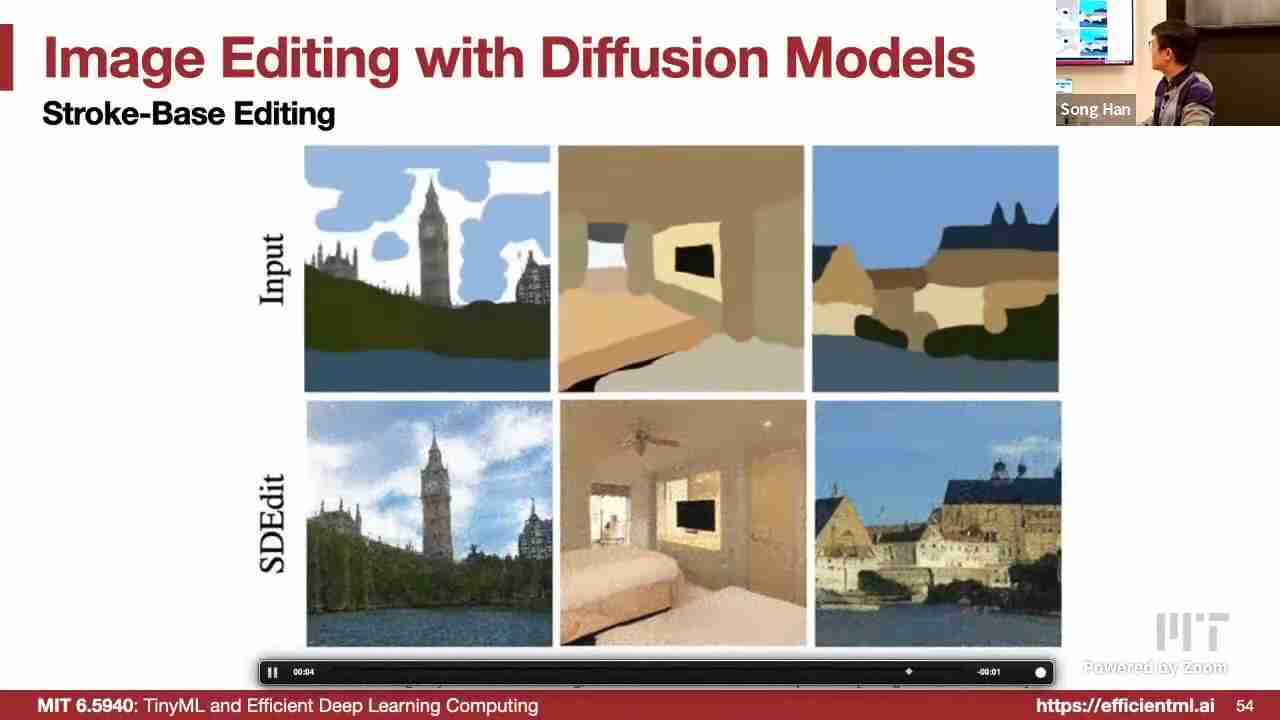 Image Editing with Diffusion Models
Stroke-Base Editing
Song Han
Input
SDEdit
00:04
-00:01
MIT
Powered by Zoom
MIT 6.5940: TinyML and Efficient Deep Learning Computing
https://efficientml.ai
54